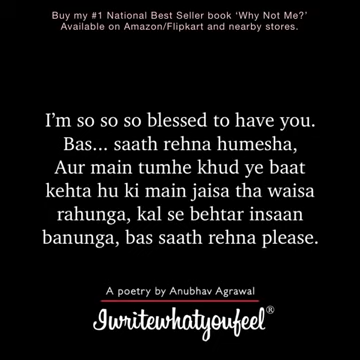 Buy my #1 National Best Seller book ‘Why Not Me?’
Available on Amazon/Flipkart and nearby stores.
I'm so so so blessed to have you.
Bas... saath rehna humesha,
Aur main tumhe khud ye baat
kehta hu ki main jaisa tha waisa
rahunga, kal se behtar insaan
banunga, bas saath rehna please.
A poetry by Anubhav Agrawal
Iwritewhatyoufeel®